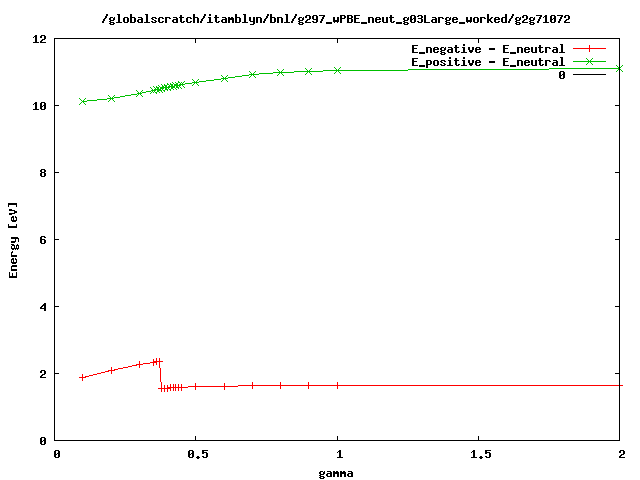 /globalscratch/itamblyn/bnl/g297_wPBE_neut_g03Large_worked/g2g71072
E_negative - E_neutral
E_positive - E_neutral
0
12
10
8
6
4
2
0
Energy [eV]
0 0.5 1 1.5 2
gamma